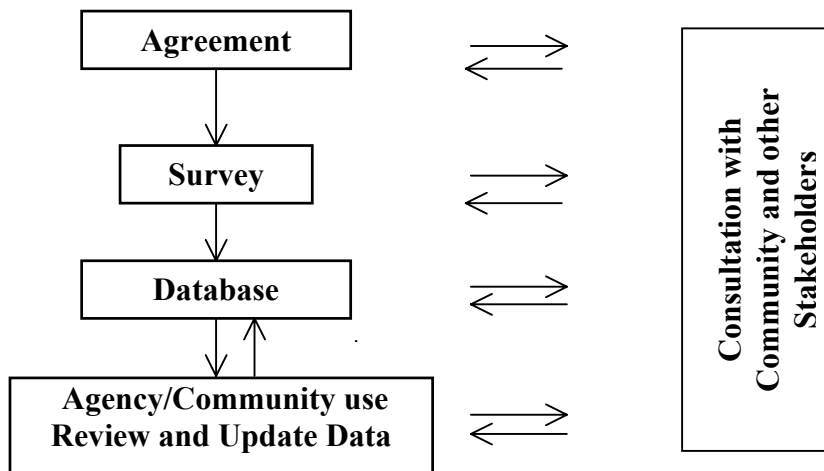 Agreement
Survey
Database
Agency/Community use
Review and Update Data
Consultation with
Community and other
Stakeholders